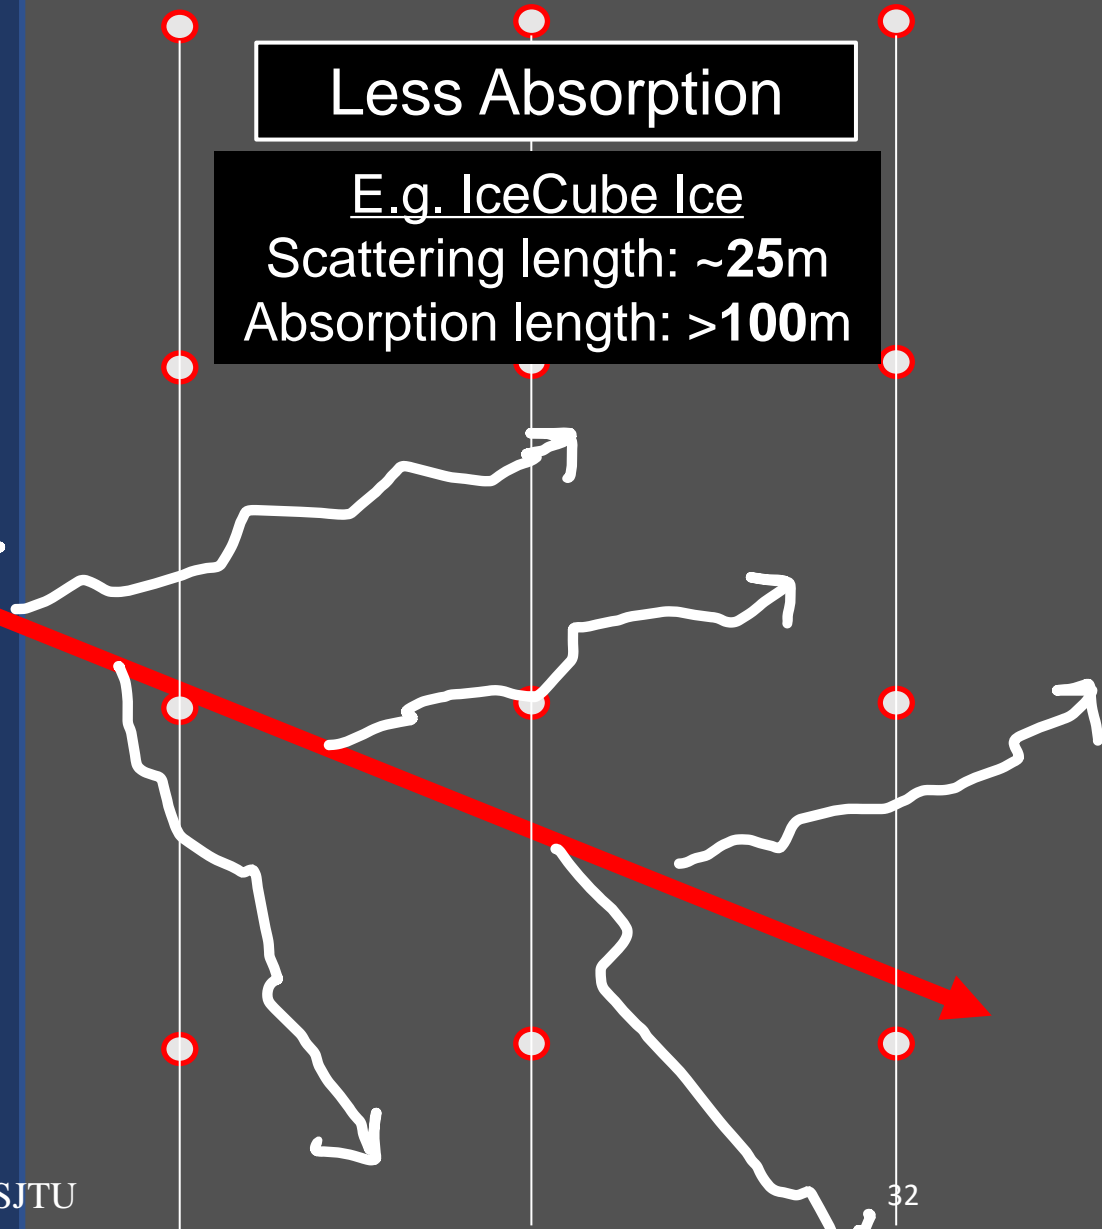 Less Absorption
E.g. IceCube Ice
Scattering length: ~25m
Absorption length: >100m
SJTU
32